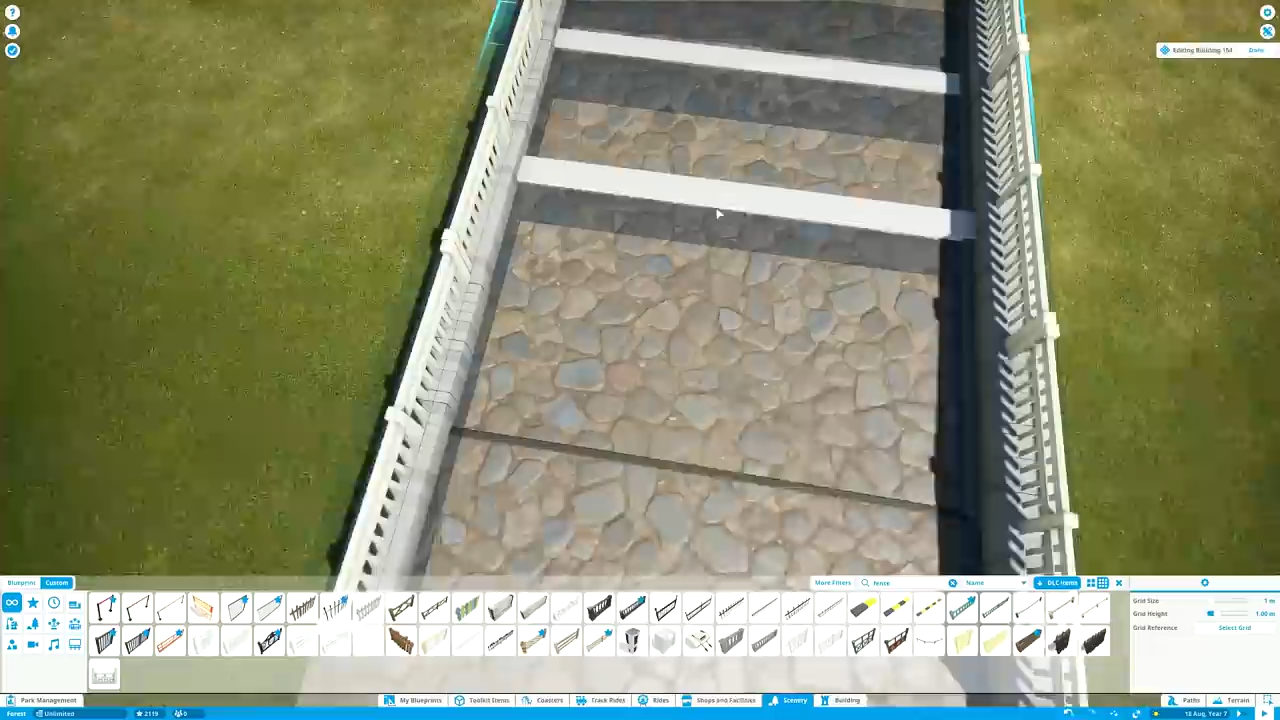 ?
Editing Building 1M Done
Blueprint Custom
More Filters fence Name DLC Items
Grid Size 1 m
Grid Height 1.00 m
Grid Reference Select Grid
Park Management My Blueprints Toolkit Items Coasters Track Rides Rides Shops and Facilities Scenery Building Paths Terrain
Forest Unlimited 2119 0 18 Aug, Year 7